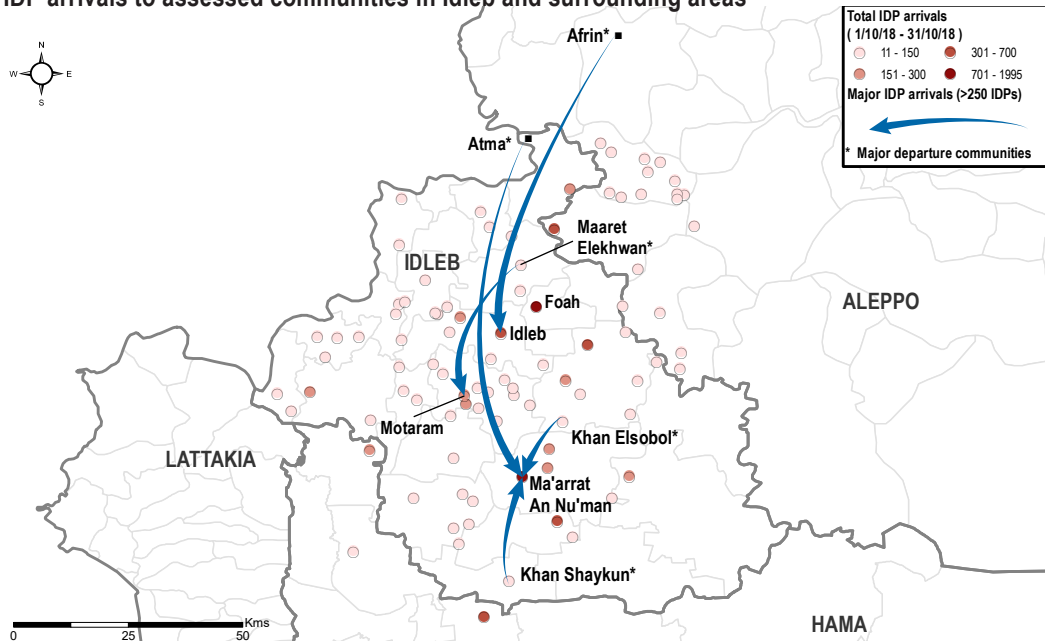 IDP arrivals to assessed communities in Idleb and surrounding areas
Total IDP arrivals
( 1/10/18 - 31/10/18 )
11 - 150
301 - 700
151 - 300
701 - 1995
Major IDP arrivals (>250 IDPs)
* Major departure communities
N
W
E
S
Afrin*
Atma*
Maaret
Elekhwan*
IDLEB
Foah
ALEPPO
Idleb
Motaram
Khan Elsobol*
LATTAKIA
Ma'arrat
An Nu'man
Khan Shaykun*
HAMA
Kms
0
25
50